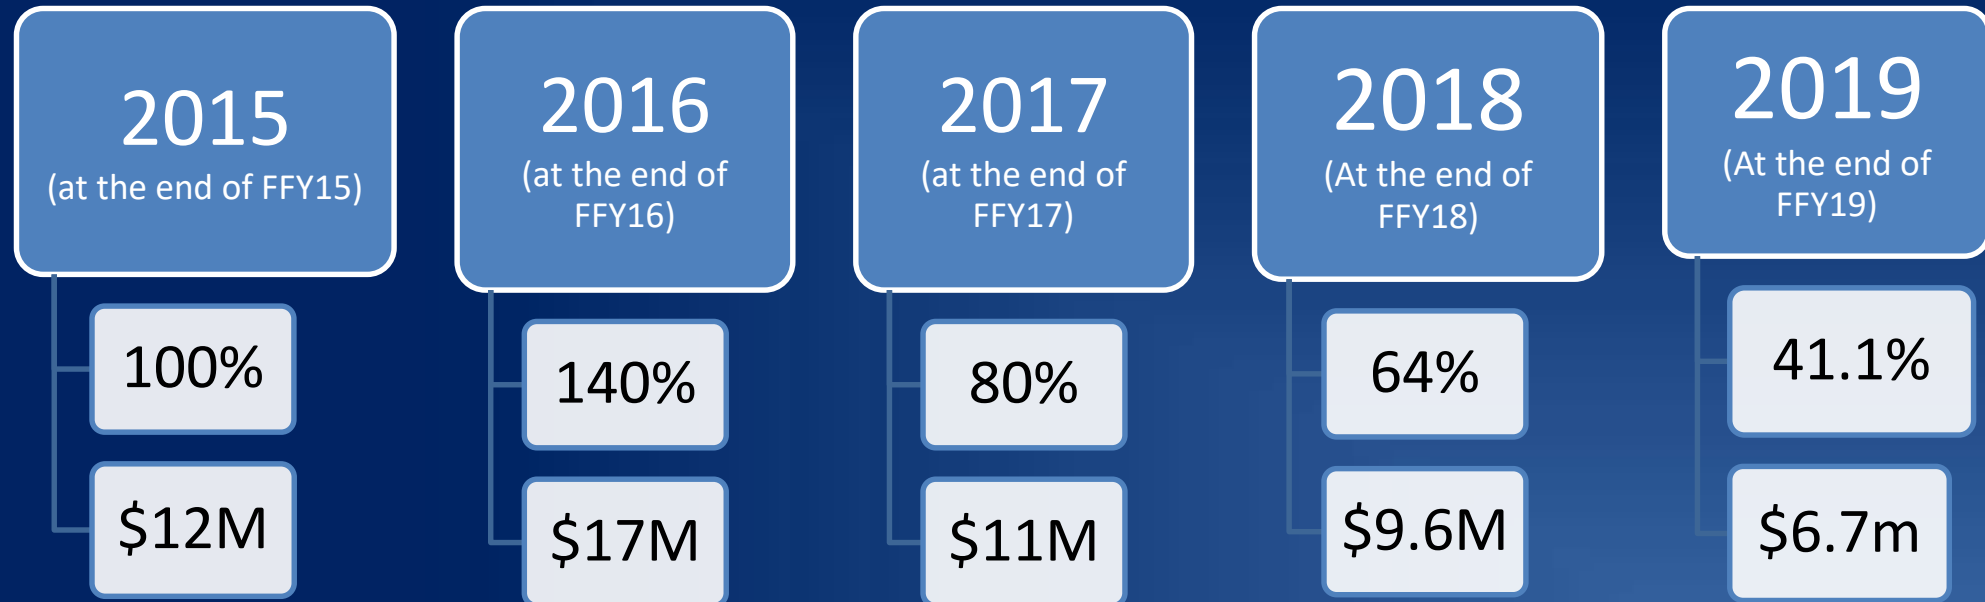 2015
(at the end of FFY15)
100%
$12M
2016
(at the end of
FFY16)
140%
$17M
2017
(at the end of
FFY17)
80%
$11M
2018
(At the end of
FFY18)
64%
$9.6M
2019
(At the end of
FFY19)
41.1%
$6.7m